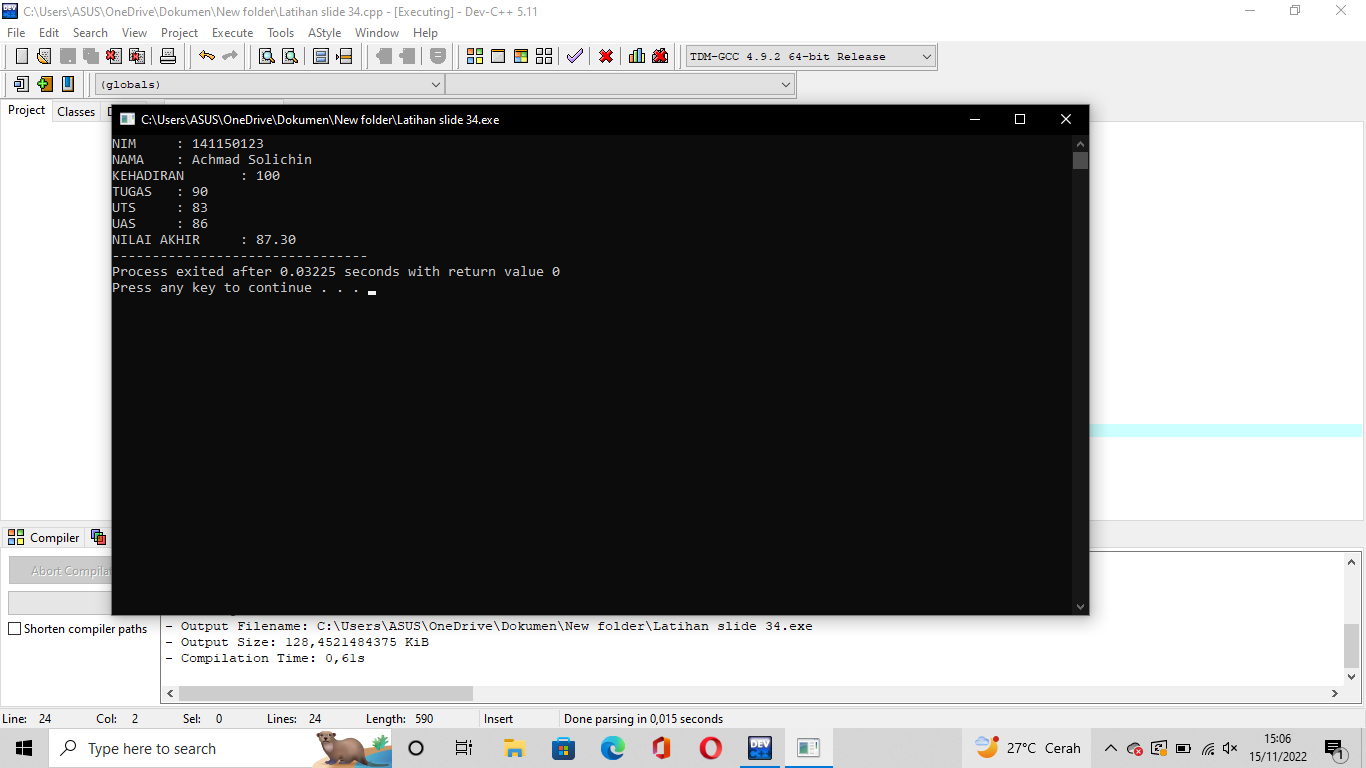 C:\Users\ASUS\OneDrive\Dokumen\New folder\Latihan slide 34.cpp - [Executing] - Dev-C++ 5.11
File Edit Search View Project Execute Tools AStyle Window Help
TDM-GCC 4.9.2 64-bit Release
(globals)
Project Classes
C:\Users\ASUS\OneDrive\Dokumen\New folder\Latihan slide 34.exe
NIM : 141150123
NAMA : Achmad Solichin
KEHADIRAN : 100
TUGAS : 90
UTS : 83
UAS : 86
NILAI AKHIR : 87.30
--------------------------------
Process exited after 0.03225 seconds with return value 0
Press any key to continue . . .
Compiler
Abort Compilat
Shorten compiler paths
- Output Filename: C:\Users\ASUS\OneDrive\Dokumen\New folder\Latihan slide 34.exe
- Output Size: 128,4521484375 KiB
- Compilation Time: 0,61s
Line: 24 Col: 2 Sel: 0 Lines: 24 Length: 590 Insert Done parsing in 0,015 seconds
Type here to search
DEV
27°C Cerah
15:06
15/11/2022
1